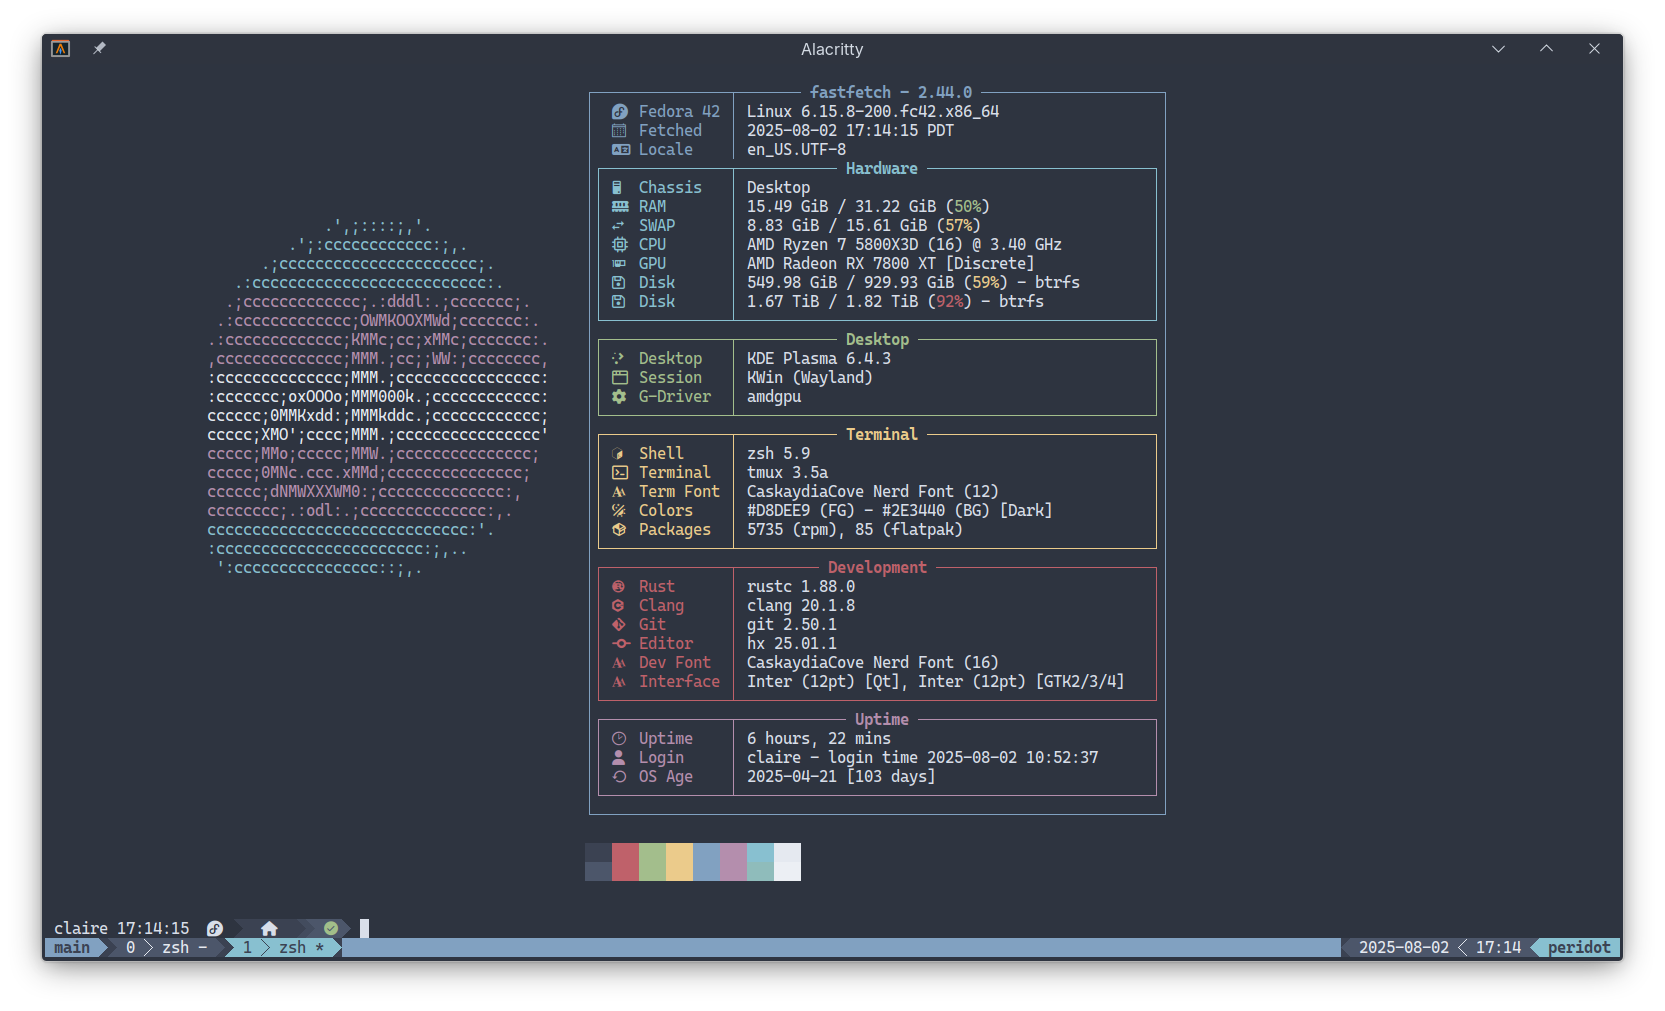 Alacritty
fastfetch - 2.44.0
Fedora 42 Linux 6.15.8-200.fc42.x86_64
Fetched 2025-08-02 17:14:15 PDT
Locale en_US.UTF-8
Hardware
Chassis Desktop
RAM 15.49 GiB / 31.22 GiB (50%)
SWAP 8.83 GiB / 15.61 GiB (57%)
CPU AMD Ryzen 7 5800X3D (16) @ 3.40 GHz
GPU AMD Radeon RX 7800 XT [Discrete]
Disk 549.98 GiB / 929.93 GiB (59%) - btrfs
Disk 1.67 TiB / 1.82 TiB (92%) - btrfs
Desktop
Desktop KDE Plasma 6.4.3
Session KWin (Wayland)
G-Driver amdgpu
Terminal
Shell zsh 5.9
Terminal tmux 3.5a
Term Font CaskaydiaCove Nerd Font (12)
Colors #D8DEE9 (FG) - #2E3440 (BG) [Dark]
Packages 5735 (rpm), 85 (flatpak)
Development
Rust rustc 1.88.0
Clang clang 20.1.8
Git git 2.50.1
Editor hx 25.01.1
Dev Font CaskaydiaCove Nerd Font (16)
Interface Inter (12pt) [Qt], Inter (12pt) [GTK2/3/4]
Uptime
Uptime 6 hours, 22 mins
Login claire - login time 2025-08-02 10:52:37
OS Age 2025-04-21 [103 days]
.',;::::;,'.
.';:cccccccccccc:;,.
.;cccccccccccccccccccccc;.
.:cccccccccccccccccccccccccc:.
.;ccccccccccccc;.:dddl:.;ccccccc;.
.:ccccccccccccc;OWMKOOXMWd;ccccccc:.
.:ccccccccccccc;KMMc;cc;xMMc;ccccccc:.
,cccccccccccccc;MMM.;cc;;WW:;cccccccc,
:cccccccccccccc;MMM.;cccccccccccccccc:
:ccccccc;oxOOOo;MMM000k.;cccccccccccc:
cccccc;0MMKxdd:;MMMkddc.;cccccccccccc;
ccccc;XMO';cccc;MMM.;cccccccccccccccc'
ccccc;MMo;ccccc;MMW.;ccccccccccccccc;
ccccc;0MNc.ccc.xMMd;ccccccccccccccc;
cccccc;dNMWXXXWM0:;cccccccccccccc:,
cccccccc;.:odl:.;cccccccccccccc:,.
ccccccccccccccccccccccccccccc:'.
:ccccccccccccccccccccccc:;,..
':cccccccccccccccc::;,.
claire 17:14:15
main 0 zsh - 1 zsh * 2025-08-02 17:14 peridot